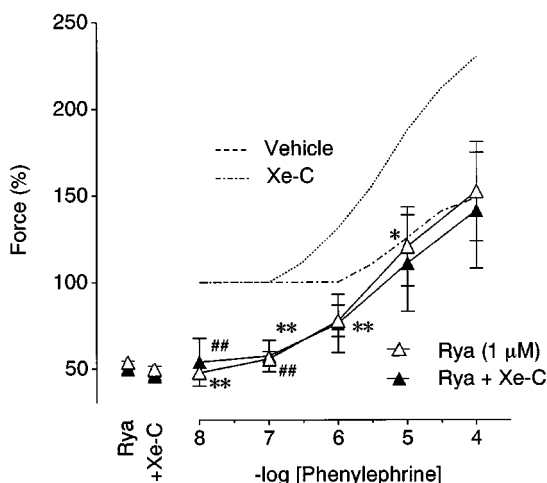 250
200
150
100
50
Force (%)
Vehicle
Xe-C
*
##
**
**
**
##
Rya (1 μM)
Rya + Xe-C
Rya
+Xe-C
8 7 6 5 4
-log [Phenylephrine]